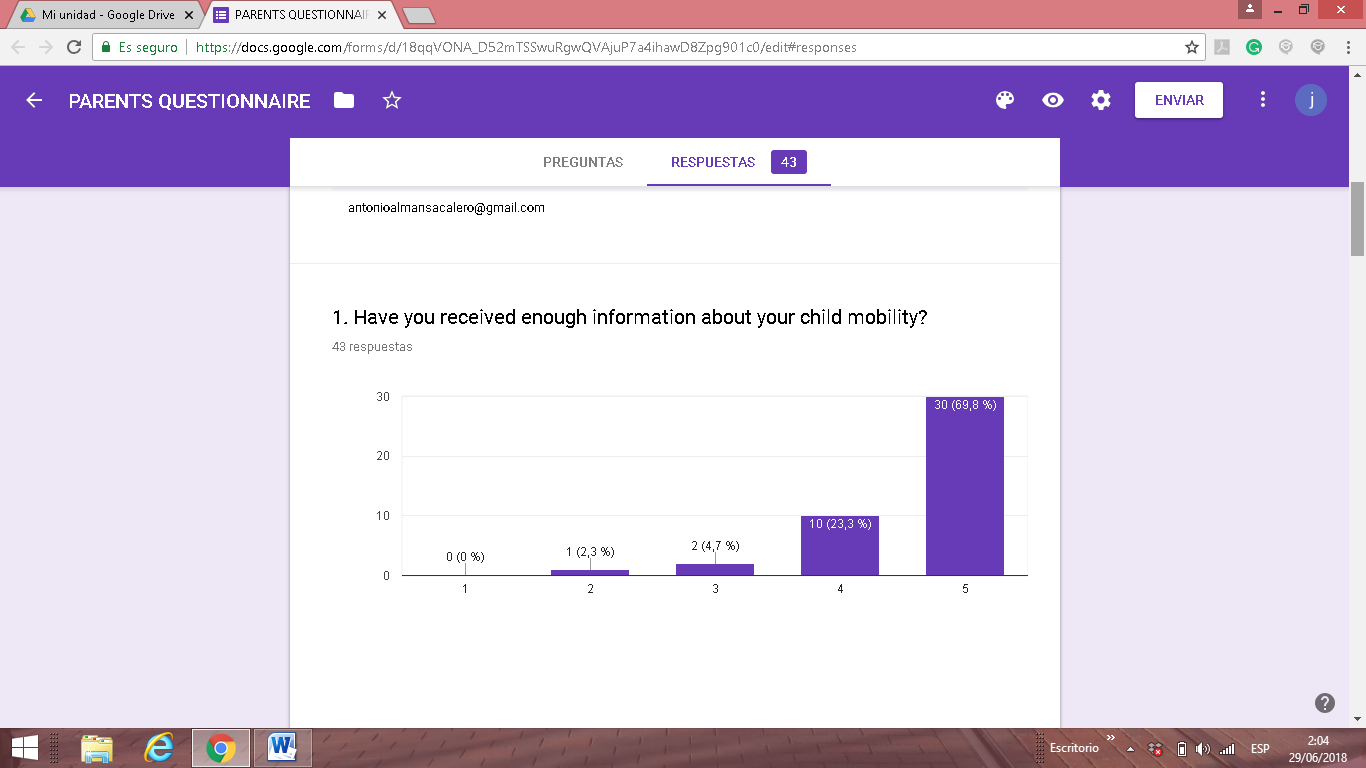 Mi unidad - Google Drive
PARENTS QUESTIONNAIR
Es seguro
https://docs.google.com/forms/d/18qqVONA_D52mTSSwuRgwQVAjuP7a4ihawD8Zpg901c0/edit#responses
PARENTS QUESTIONNAIRE
ENVIAR
j
PREGUNTAS
RESPUESTAS
43
antonioalmansacalero@gmail.com
1. Have you received enough information about your child mobility?
43 respuestas
30
20
10
0
0 (0 %)
1 (2,3 %)
2 (4,7 %)
10 (23,3 %)
30 (69,8 %)
1
2
3
4
5
Escritorio
ESP
2:04
29/06/2018